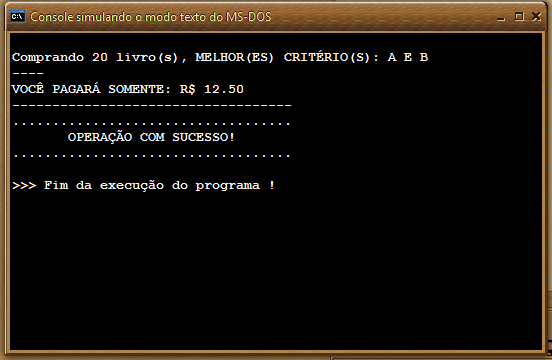 Console simulando o modo texto do MS-DOS
Comprando 20 livro(s), MELHOR(ES) CRITÉRIO(S): A E B
----
VOCÊ PAGARÁ SOMENTE: R$ 12.50
-----------------------------------
...................................
OPERAÇÃO COM SUCESSO!
...................................
>>> Fim da execução do programa !